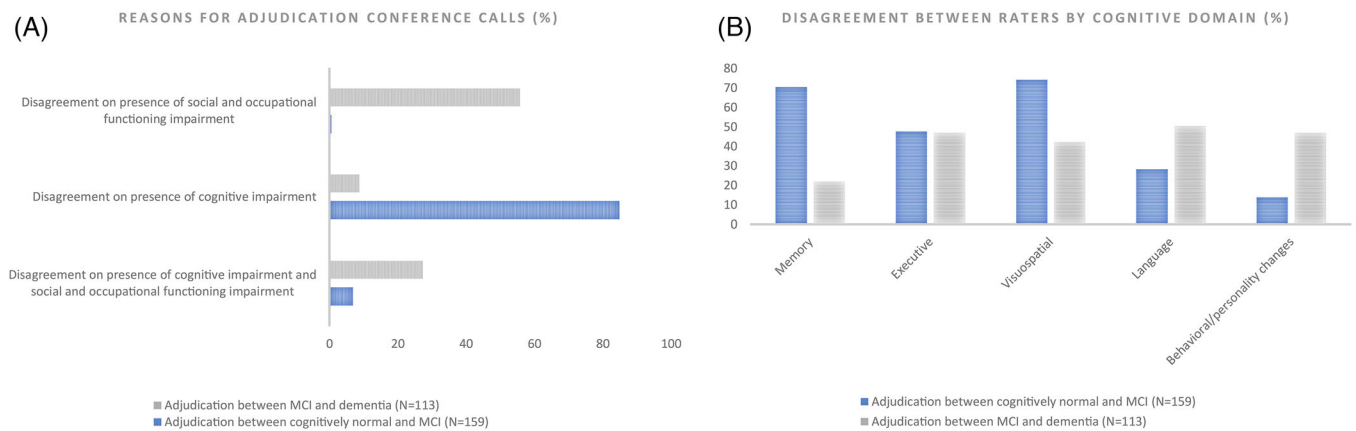 (A)
REASONS FOR ADJUDICATION CONFERENCE CALLS (%)
Disagreement on presence of social and occupational
functioning impairment
Disagreement on presence of cognitive impairment
Disagreement on presence of cognitive impairment and
social and occupational functioning impairment
0 20 40 60 80 100
Adjudication between MCI and dementia (N=113)
Adjudication between cognitively normal and MCI (N=159)
(B)
DISAGREEMENT BETWEEN RATERS BY COGNITIVE DOMAIN (%)
80
70
60
50
40
30
20
10
0
Memory
Executive
Visuospatial
Language
Behavioral/personality changes
Adjudication between cognitively normal and MCI (N=159)
Adjudication between MCI and dementia (N=113)